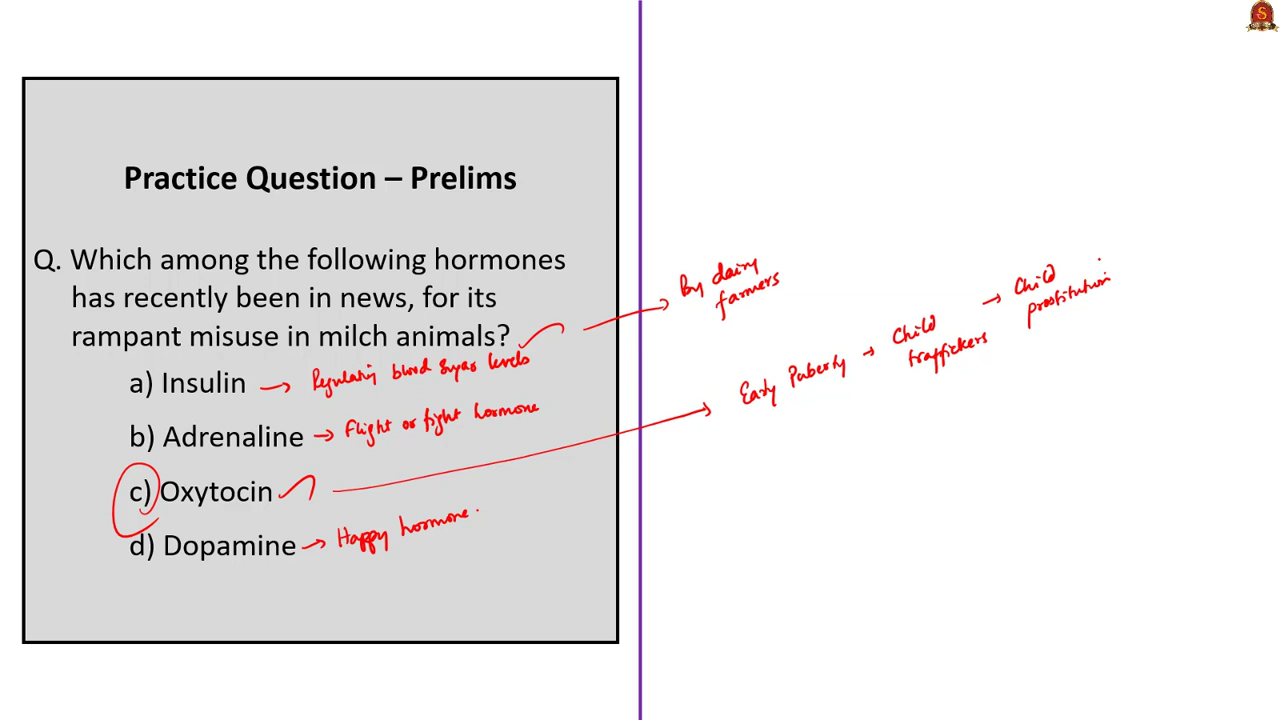 Practice Question – Prelims
Q. Which among the following hormones
has recently been in news, for its
rampant misuse in milch animals?
a) Insulin → Regulating blood sugar levels
b) Adrenaline → Flight or fight hormone
c) Oxytocin
d) Dopamine → Happy hormone.
→ By dairy
farmers
→ Early Puberty → Child
traffickers
→ Child
prostitution
S